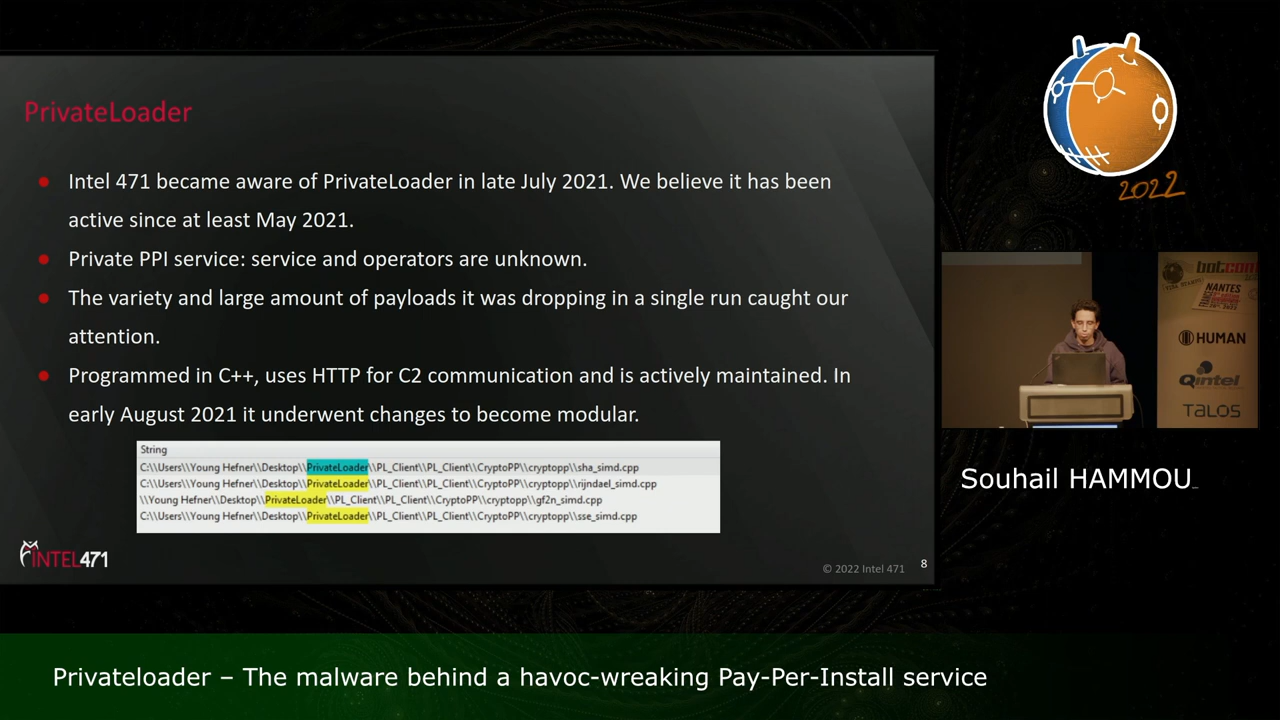 PrivateLoader
Intel 471 became aware of PrivateLoader in late July 2021. We believe it has been
active since at least May 2021.
Private PPI service: service and operators are unknown.
The variety and large amount of payloads it was dropping in a single run caught our
attention.
Programmed in C++, uses HTTP for C2 communication and is actively maintained. In
early August 2021 it underwent changes to become modular.
String
C:\\Users\\Young Hefner\\Desktop\\PrivateLoader\\PL_Client\\PL_Client\\CryptoPP\\cryptopp\\sha_simd.cpp
C:\\Users\\Young Hefner\\Desktop\\PrivateLoader\\PL_Client\\PL_Client\\CryptoPP\\cryptopp\\rijndael_simd.cpp
\\Young Hefner\\Desktop\\PrivateLoader\\PL_Client\\PL_Client\\CryptoPP\\cryptopp\\gf2n_simd.cpp
C:\\Users\\Young Hefner\\Desktop\\PrivateLoader\\PL_Client\\PL_Client\\CryptoPP\\cryptopp\\sse_simd.cpp
INTEL471
© 2022 Intel 471
8
2022
NANTES
HUMAN
Qintel
TALOS
Souhail HAMMOU_
Privateloader – The malware behind a havoc-wreaking Pay-Per-Install service